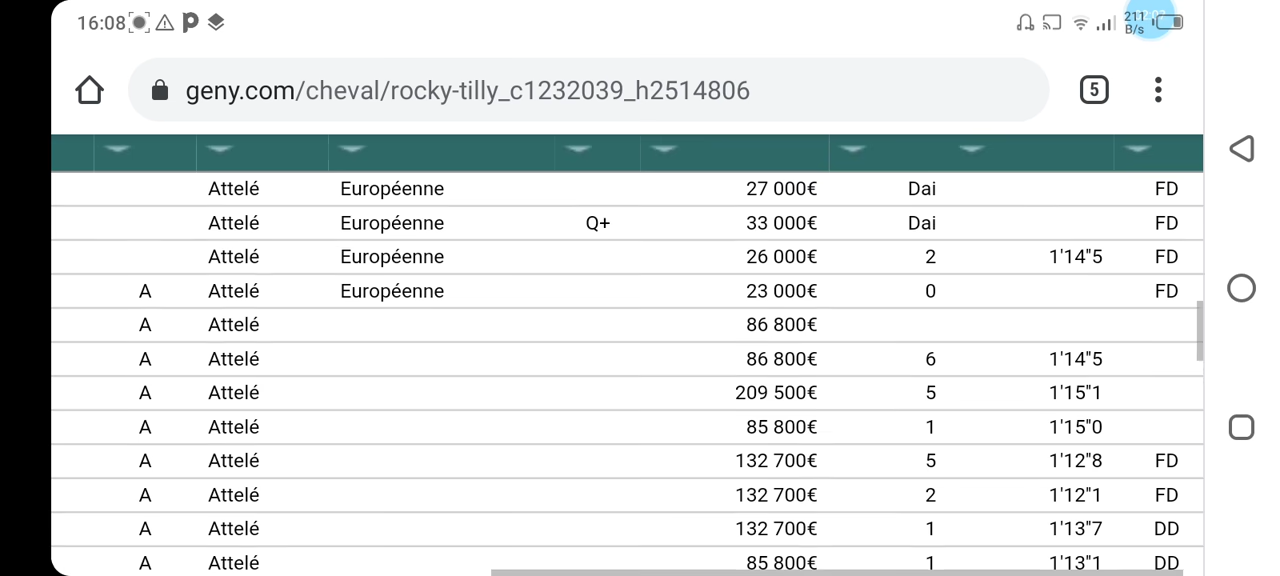 16:08 211 B/s
geny.com/cheval/rocky-tilly_c1232039_h2514806 5
Attelé Européenne 27 000€ Dai FD
Attelé Européenne Q+ 33 000€ Dai FD
Attelé Européenne 26 000€ 2 1'14"5 FD
A Attelé Européenne 23 000€ 0 FD
A Attelé 86 800€
A Attelé 86 800€ 6 1'14"5
A Attelé 209 500€ 5 1'15"1
A Attelé 85 800€ 1 1'15"0
A Attelé 132 700€ 5 1'12"8 FD
A Attelé 132 700€ 2 1'12"1 FD
A Attelé 132 700€ 1 1'13"7 DD
A Attelé 85 800€ 1 1'13"1 DD